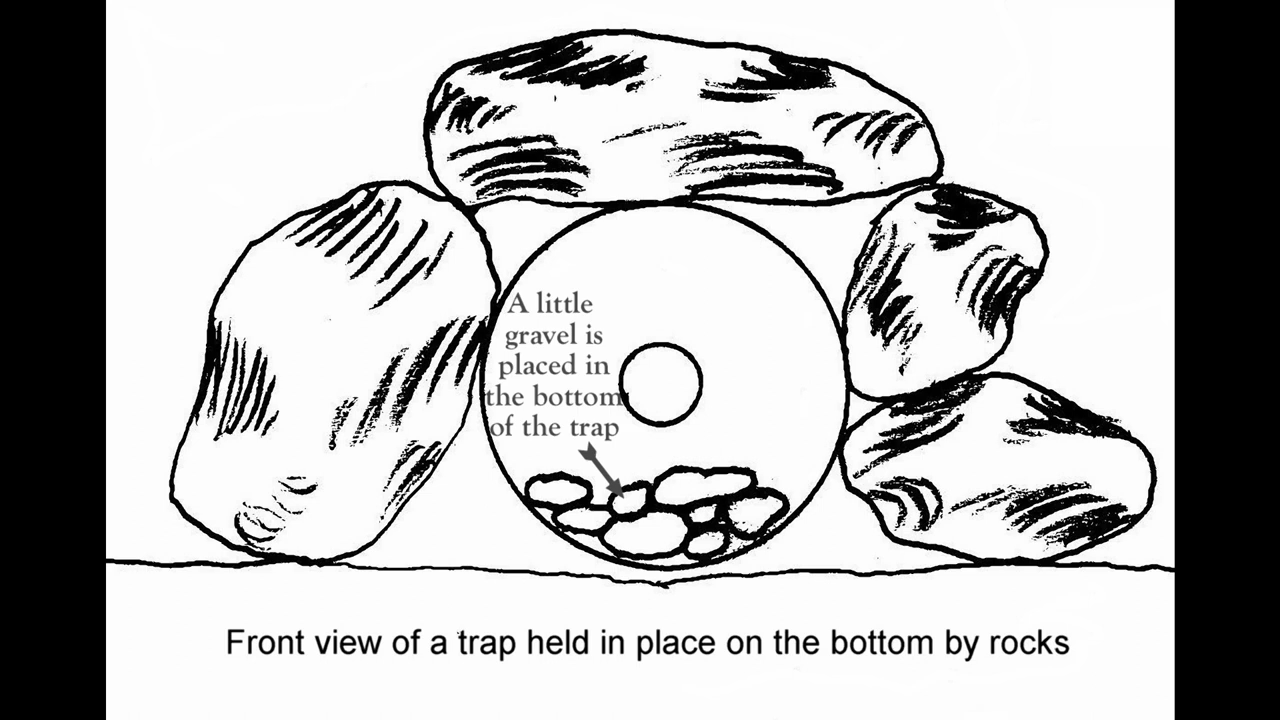 A little
gravel is
placed in
the bottom
of the trap
Front view of a trap held in place on the bottom by rocks